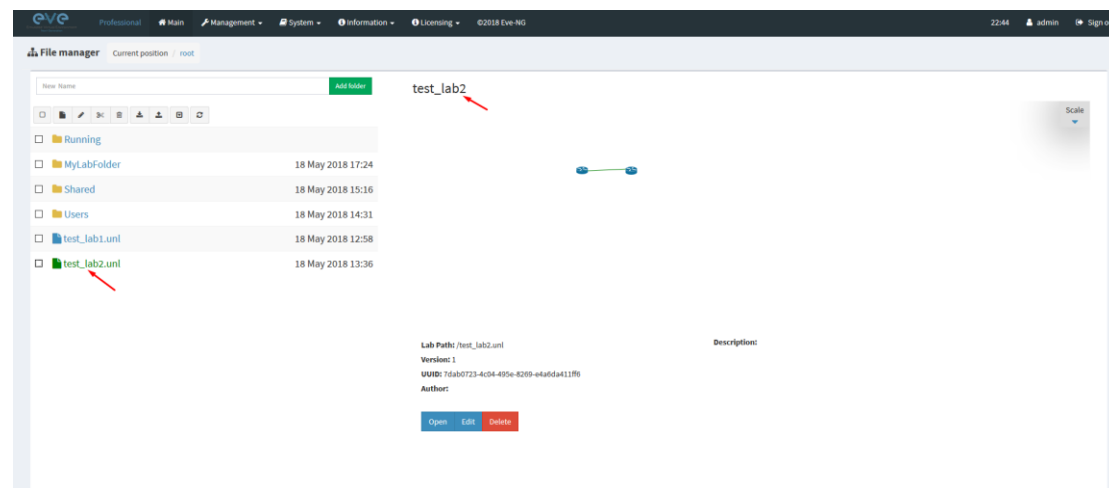 eve Professional Main Management System Information Licensing ©2018 Eve-NG 22:44 admin Sign o
File manager Current position / root
New Name Add folder
test_lab2
Scale
Running
MyLabFolder 18 May 2018 17:24
Shared 18 May 2018 15:16
Users 18 May 2018 14:31
test_lab1.unl 18 May 2018 12:58
test_lab2.unl 18 May 2018 13:36
Lab Path: /test_lab2.unl Description:
Version: 1
UUID: 7dab0723-4c04-495e-8269-e4a6da411ff6
Author:
Open Edit Delete